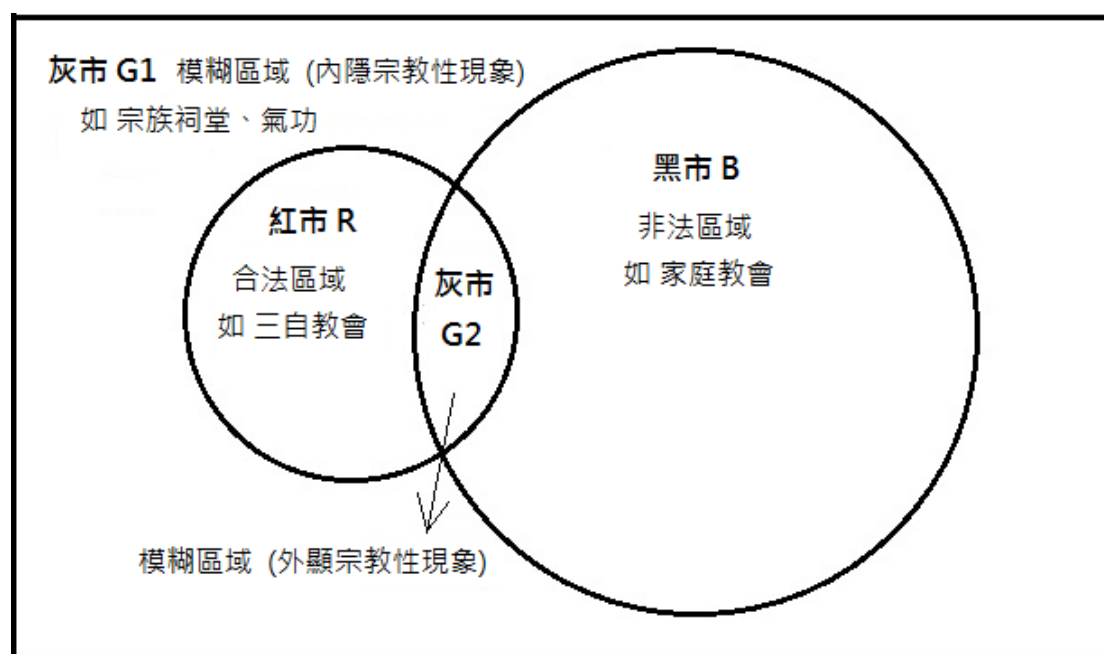 灰市 G1 模糊區域 (內隱宗教性現象)
如 宗族祠堂、氣功
紅市 R
合法區域
如 三自教會
灰市
G2
黑市 B
非法區域
如 家庭教會
模糊區域 (外顯宗教性現象)